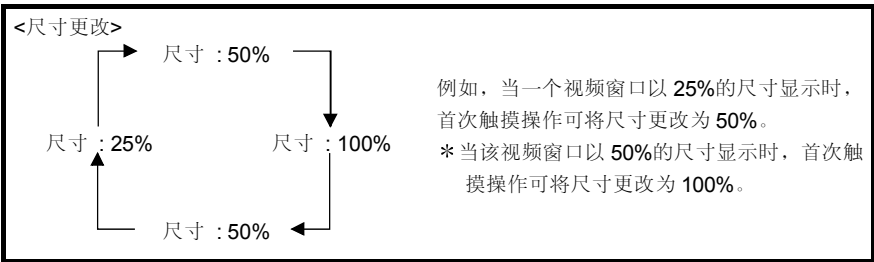 <尺寸更改>
尺寸 : 50%
尺寸 : 25%
尺寸 : 100%
尺寸 : 50%
例如，当一个视频窗口以 25%的尺寸显示时，
首次触摸操作可将尺寸更改为 50%。
＊当该视频窗口以 50%的尺寸显示时，首次触
摸操作可将尺寸更改为 100%。